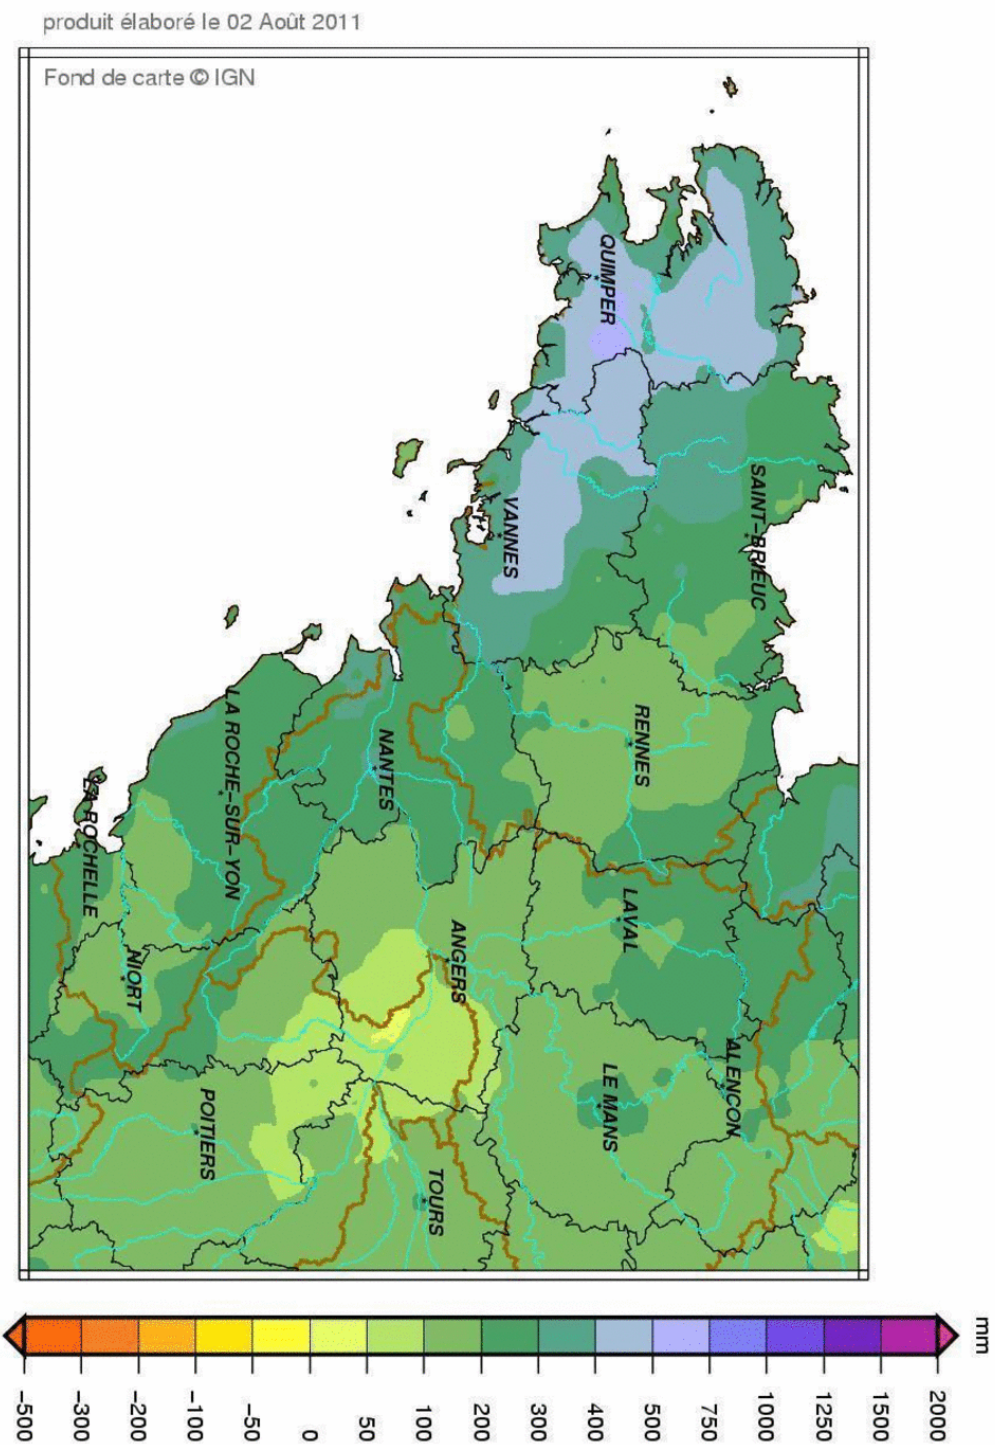 produit élaboré le 02 Août 2011
Fond de carte © IGN
QUIMPER
SAINT-BRIEUC
VANNES
RENNES
LA ROCHE-SUR-YON
NANTES
LA ROCHELLE
LAVAL
ANGERS
NIORT
ALENCON
LE MANS
POITIERS
TOURS
mm
-500
-300
-200
-100
-50
0
50
100
200
300
400
500
750
1000
1250
1500
2000